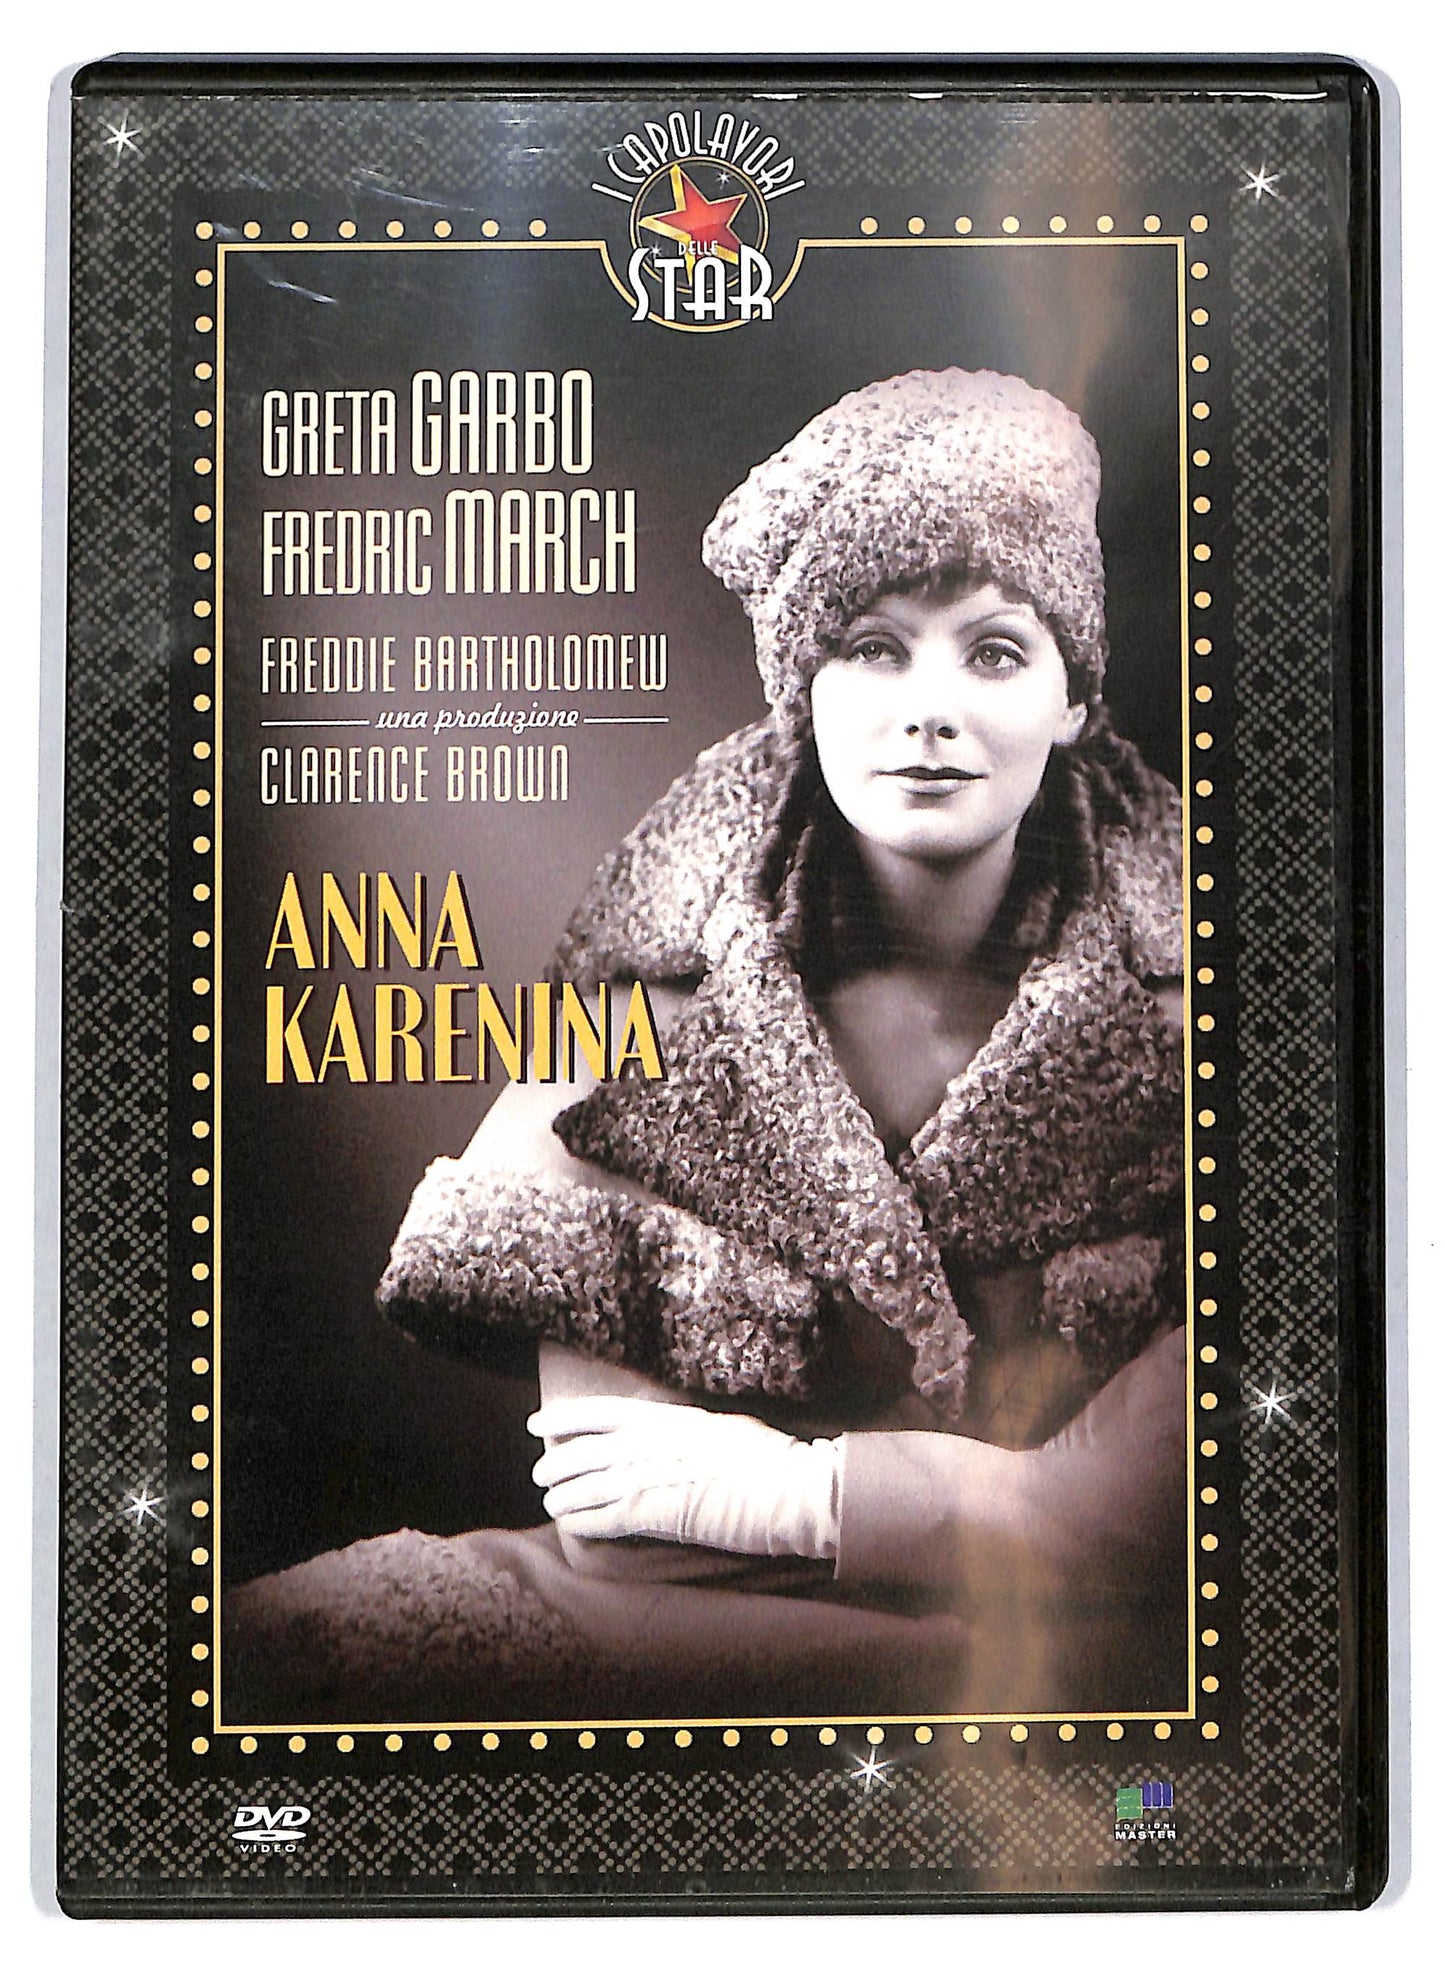 I CAPOLAVORI
DELLE
STAR
GRETA GARBO
FREDRIC MARCH
FREDDIE BARTHOLOMEW
una produzione
CLARENCE BROWN
ANNA
KARENINA
DVD
VIDEO
EDIZIONI
MASTER